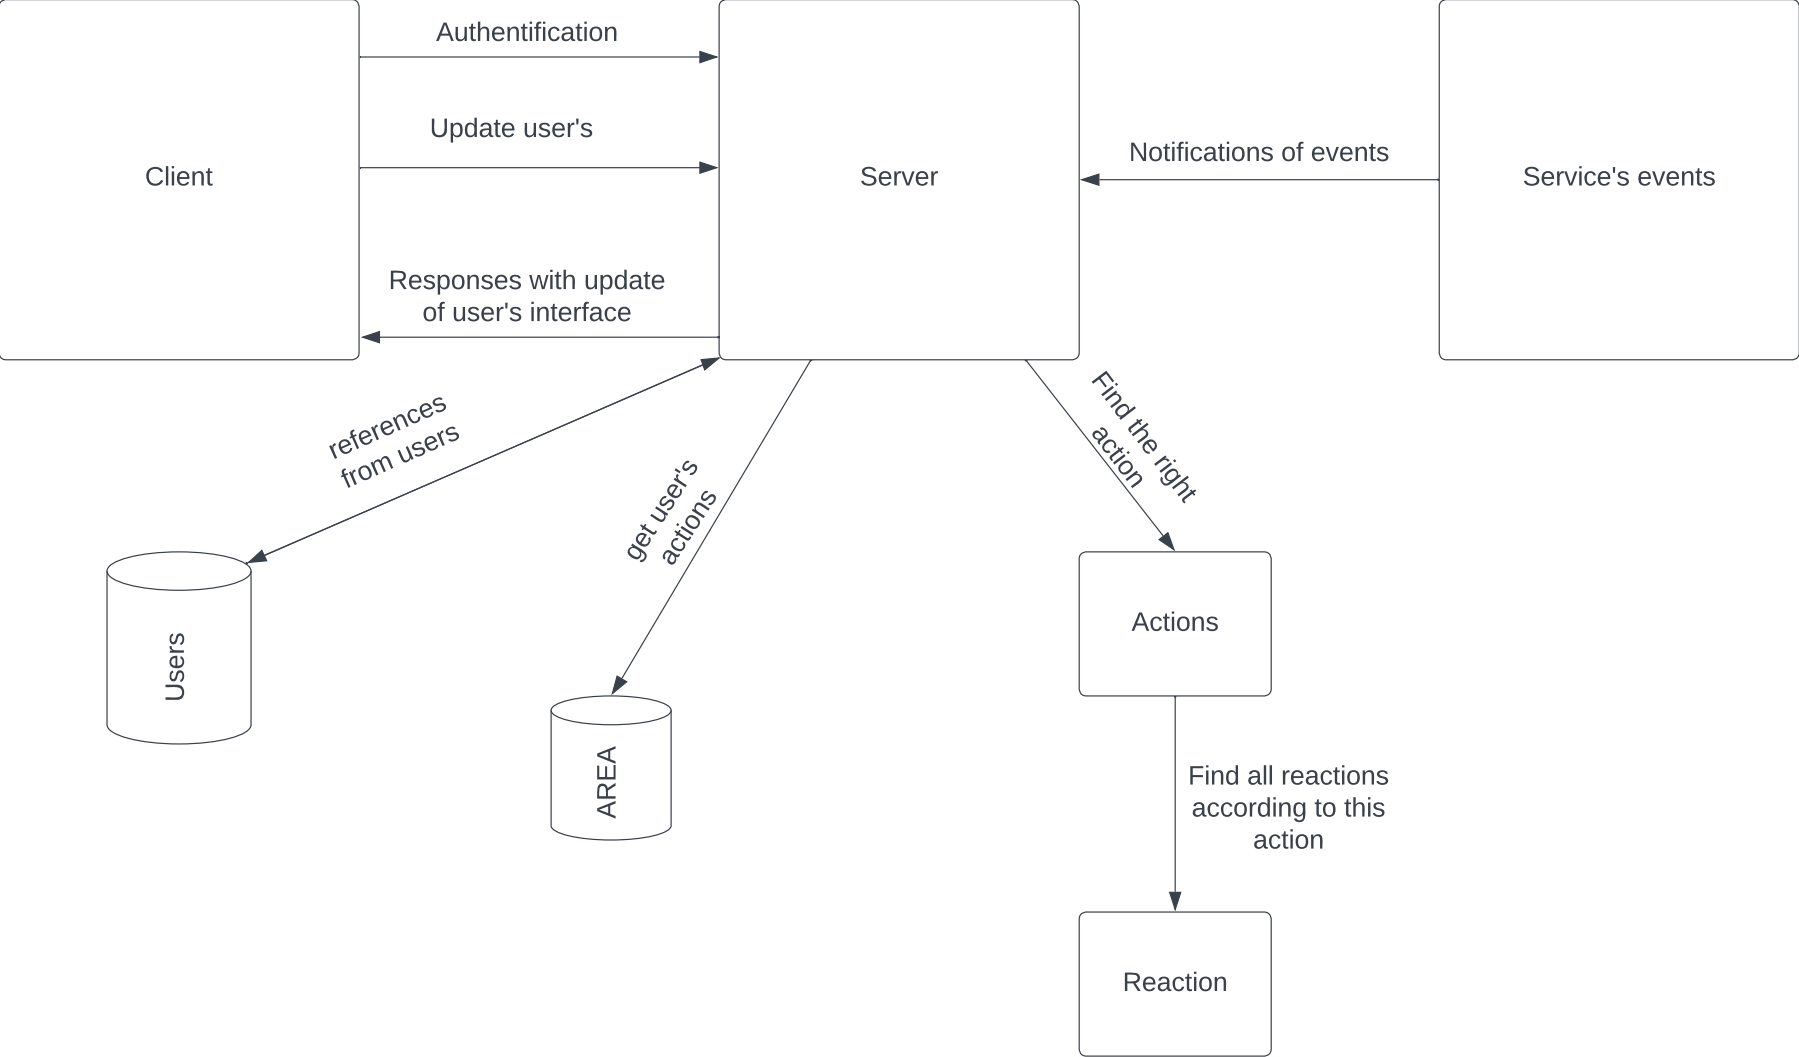 Authentification
Update user's
Client
Server
Notifications of events
Service's events
Responses with update
of user's interface
references
from users
get user's
actions
Find the right
action
Users
Actions
AREA
Find all reactions
according to this
action
Reaction